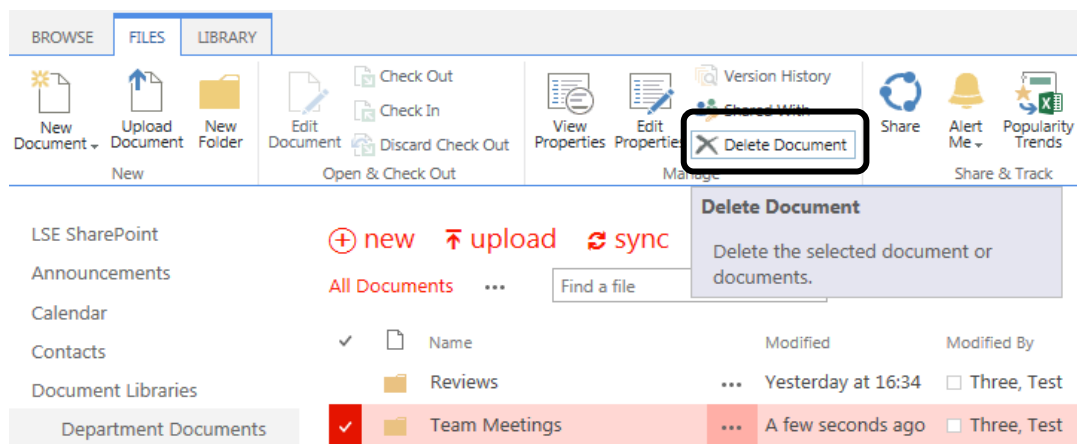 BROWSE FILES LIBRARY
New Document
Upload Document
New Folder
New
Edit Document
Check Out
Check In
Discard Check Out
Open & Check Out
View Properties
Edit Properties
Version History
Shared With
Delete Document
Manage
Share
Alert Me
Popularity Trends
Share & Track
Delete Document
Delete the selected document or
documents.
LSE SharePoint
Announcements
Calendar
Contacts
Document Libraries
Department Documents
new upload sync
All Documents ... Find a file
Name Modified Modified By
Reviews ... Yesterday at 16:34 Three, Test
Team Meetings ... A few seconds ago Three, Test